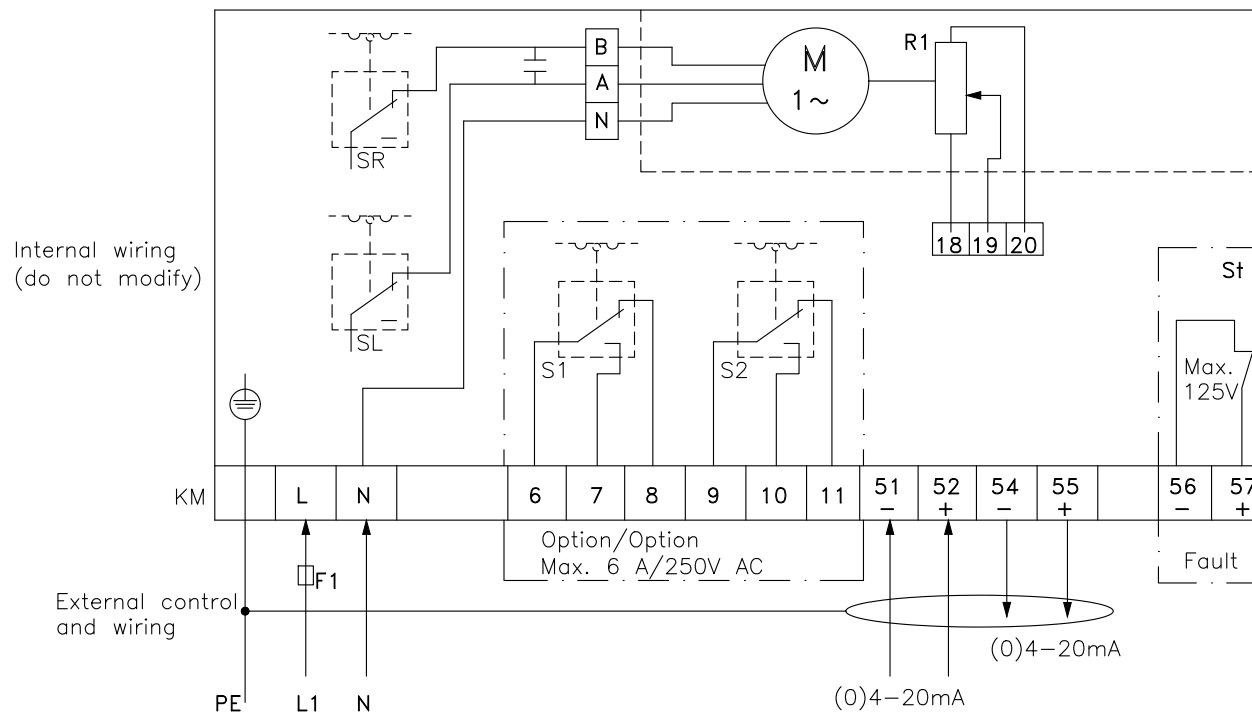 B
A
N
M
1~
R1
SR
SL
18 19 20
Internal wiring
(do not modify)
S1
S2
St
Max.
125V
KM L N 6 7 8 9 10 11 51 52 54 55 56 57
− + − + − +
Option/Option
Max. 6 A/250V AC
Fault
F1
External control
and wiring
(0)4−20mA
PE L1 N (0)4−20mA